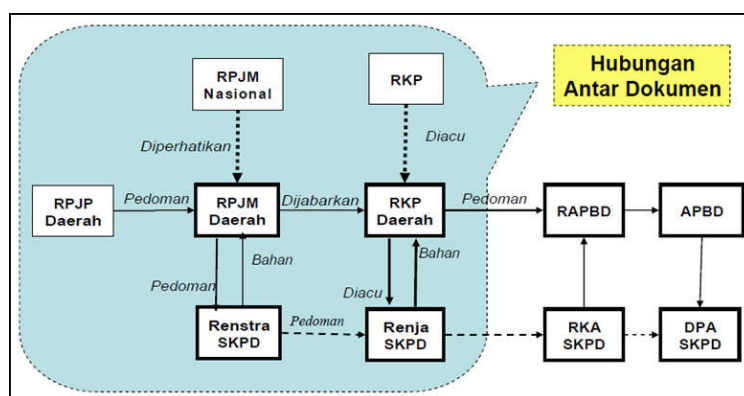 Hubungan
Antar Dokumen
RPJM
Nasional
RKP
Diperhatikan
Diacu
RPJP
Daerah
Pedoman
RPJM
Daerah
Dijabarkan
RKP
Daerah
Pedoman
RAPBD
APBD
Pedoman
Bahan
Diacu
Bahan
Renstra
SKPD
Pedoman
Renja
SKPD
RKA
SKPD
DPA
SKPD